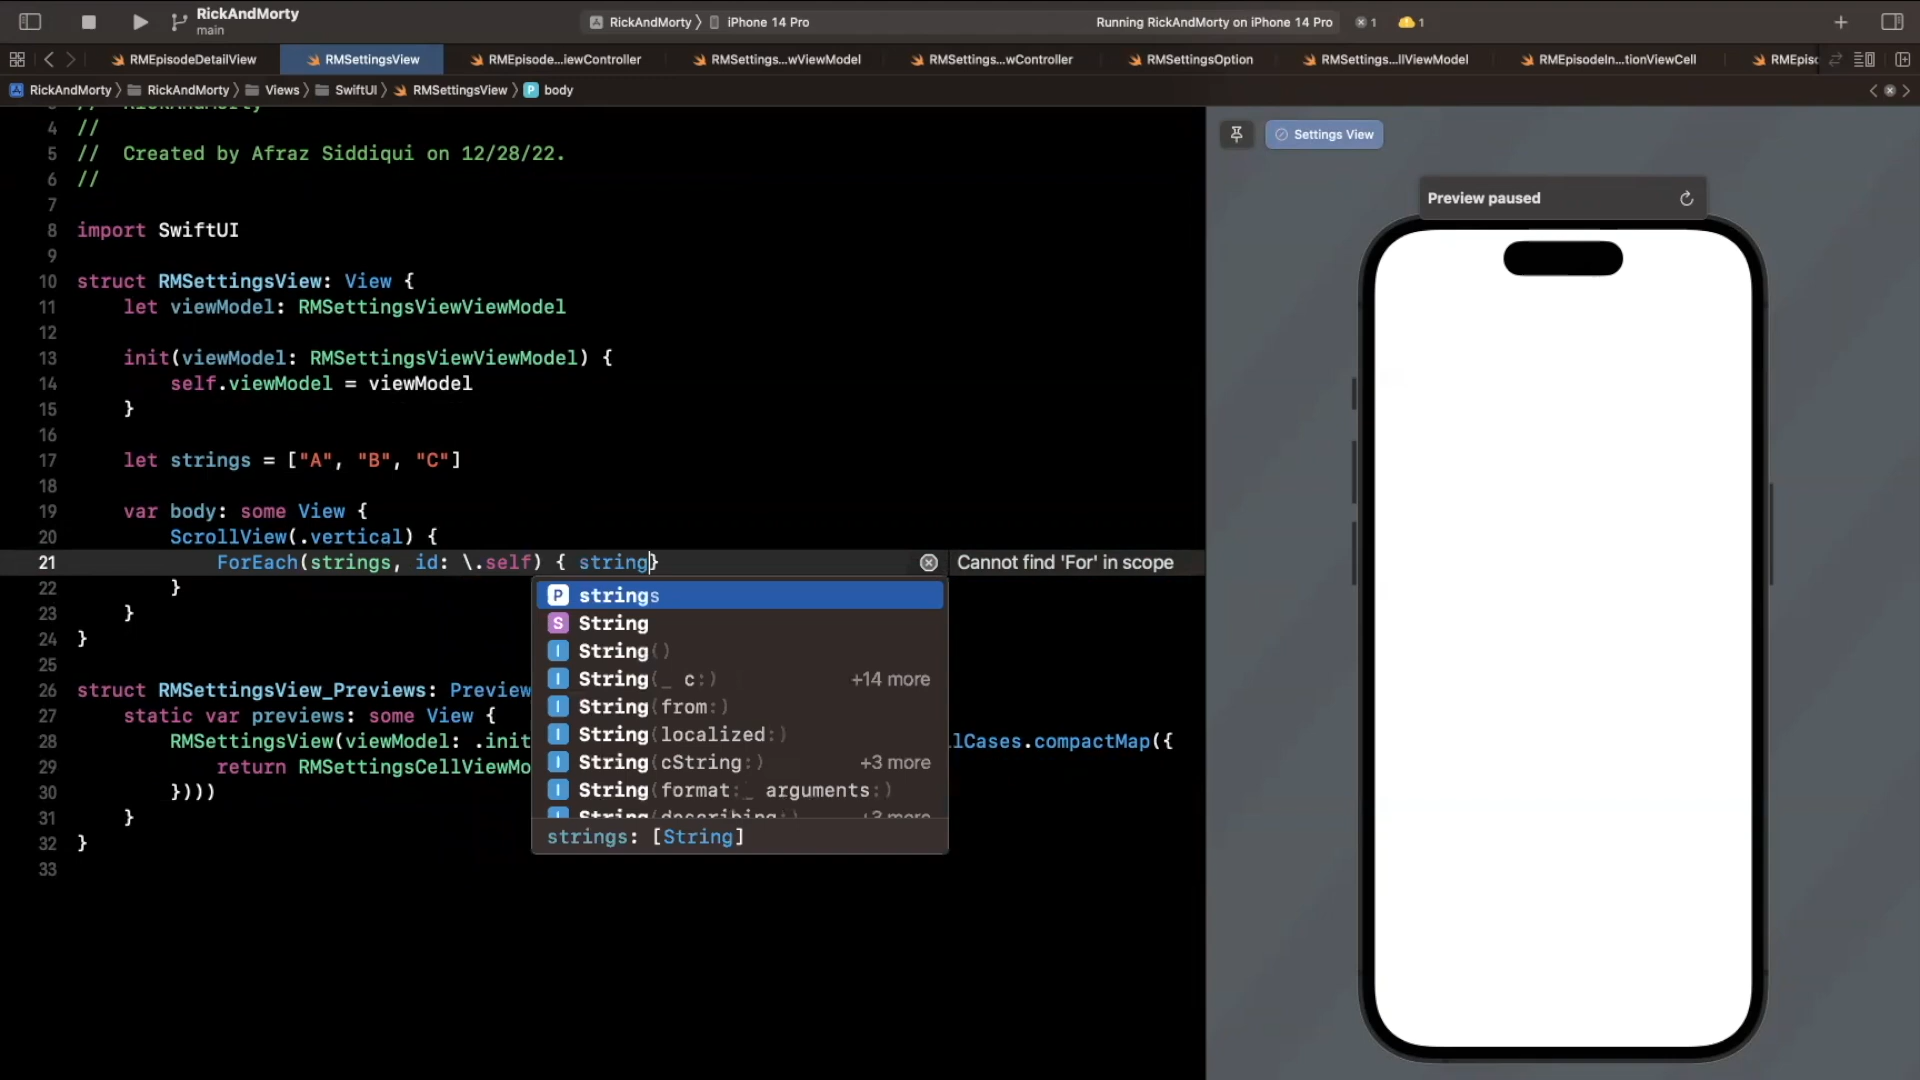 RickAndMorty
main
RickAndMorty
iPhone 14 Pro
Running RickAndMorty on iPhone 14 Pro
1
1
RMEpisodeDetailView
RMSettingsView
RMEpisode...iewController
RMSettings...wViewModel
RMSettings...wController
RMSettingsOption
RMSettings...llViewModel
RMEpisodeIn...tionViewCell
RMEpisc
RickAndMorty
RickAndMorty
Views
SwiftUI
RMSettingsView
P body
// RickAndMorty
4 //
5 // Created by Afraz Siddiqui on 12/28/22.
6 //
7
8 import SwiftUI
9
10 struct RMSettingsView: View {
11 let viewModel: RMSettingsViewViewModel
12
13 init(viewModel: RMSettingsViewViewModel) {
14 self.viewModel = viewModel
15 }
16
17 let strings = ["A", "B", "C"]
18
19 var body: some View {
20 ScrollView(.vertical) {
21 ForEach(strings, id: \.self) { string}
Cannot find 'For' in scope
22 }
23 }
24 }
25
26 struct RMSettingsView_Previews: Preview
27 static var previews: some View {
28 RMSettingsView(viewModel: .init
lCases.compactMap({
29 return RMSettingsCellViewMo
30 }))))
31 }
32 }
33
P strings
S String
I String()
I String(_ c:) +14 more
I String(from:)
I String(localized:)
I String(cString:) +3 more
I String(format:_ arguments:)
I String(describing:) +3 more
strings: [String]
Settings View
Preview paused